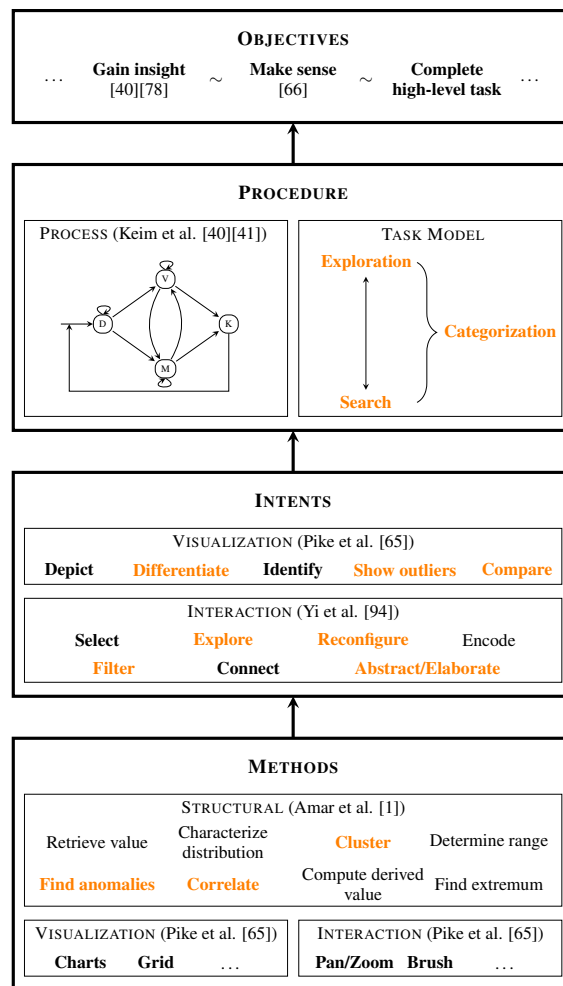 OBJECTIVES
... Gain insight ~ Make sense ~ Complete ...
[40][78] [66] high-level task
PROCEDURE
PROCESS (Keim et al. [40][41])
V
D K
M
TASK MODEL
Exploration
Categorization
Search
INTENTS
VISUALIZATION (Pike et al. [65])
Depict Differentiate Identify Show outliers Compare
INTERACTION (Yi et al. [94])
Select Explore Reconfigure Encode
Filter Connect Abstract/Elaborate
METHODS
STRUCTURAL (Amar et al. [1])
Retrieve value Characterize distribution Cluster Determine range
Find anomalies Correlate Compute derived value Find extremum
VISUALIZATION (Pike et al. [65])
Charts Grid ...
INTERACTION (Pike et al. [65])
Pan/Zoom Brush ...